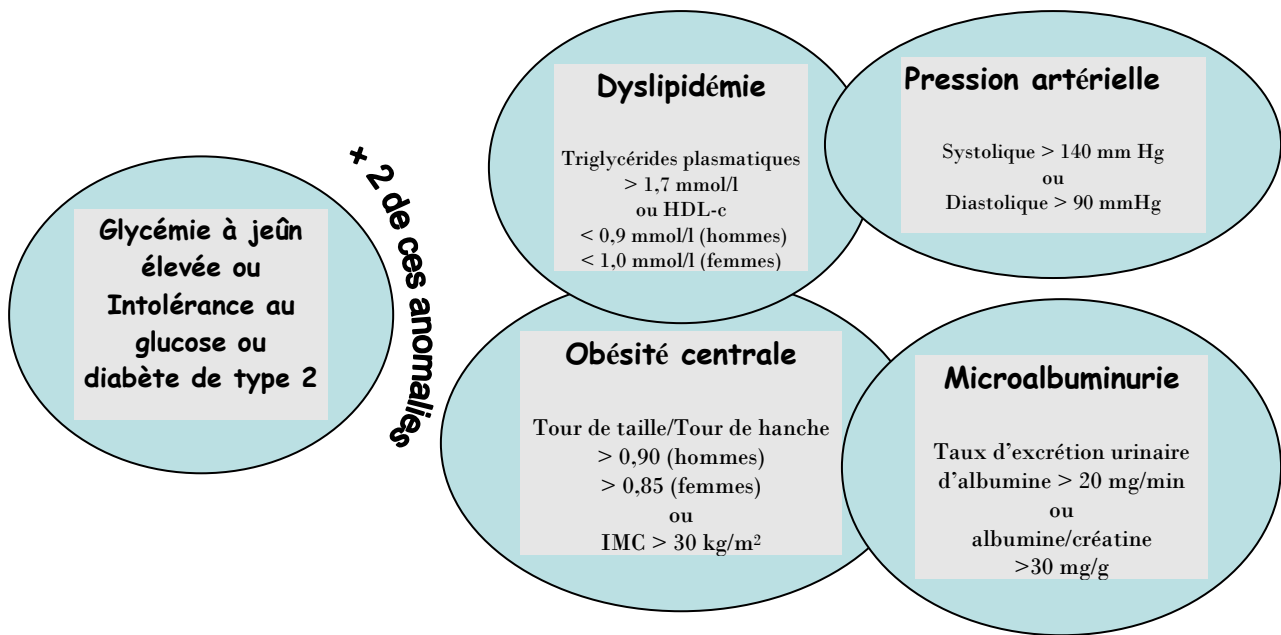 Glycémie à jeûn
élevée ou
Intolérance au
glucose ou
diabète de type 2
+ 2 de ces anomalies
Dyslipidémie
Triglycérides plasmatiques
> 1,7 mmol/l
ou HDL-c
< 0,9 mmol/l (hommes)
< 1,0 mmol/l (femmes)
Pression artérielle
Systolique > 140 mm Hg
ou
Diastolique > 90 mmHg
Obésité centrale
Tour de taille/Tour de hanche
> 0,90 (hommes)
> 0,85 (femmes)
ou
IMC > 30 kg/m²
Microalbuminurie
Taux d’excrétion urinaire
d’albumine > 20 mg/min
ou
albumine/créatine
>30 mg/g